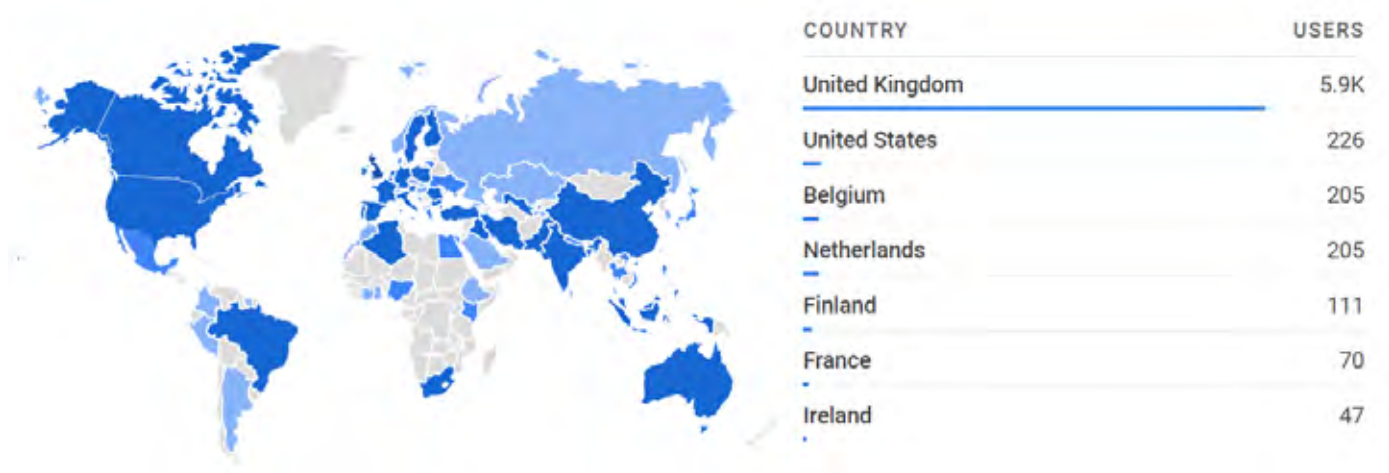 COUNTRY USERS
United Kingdom 5.9K
United States 226
Belgium 205
Netherlands 205
Finland 111
France 70
Ireland 47